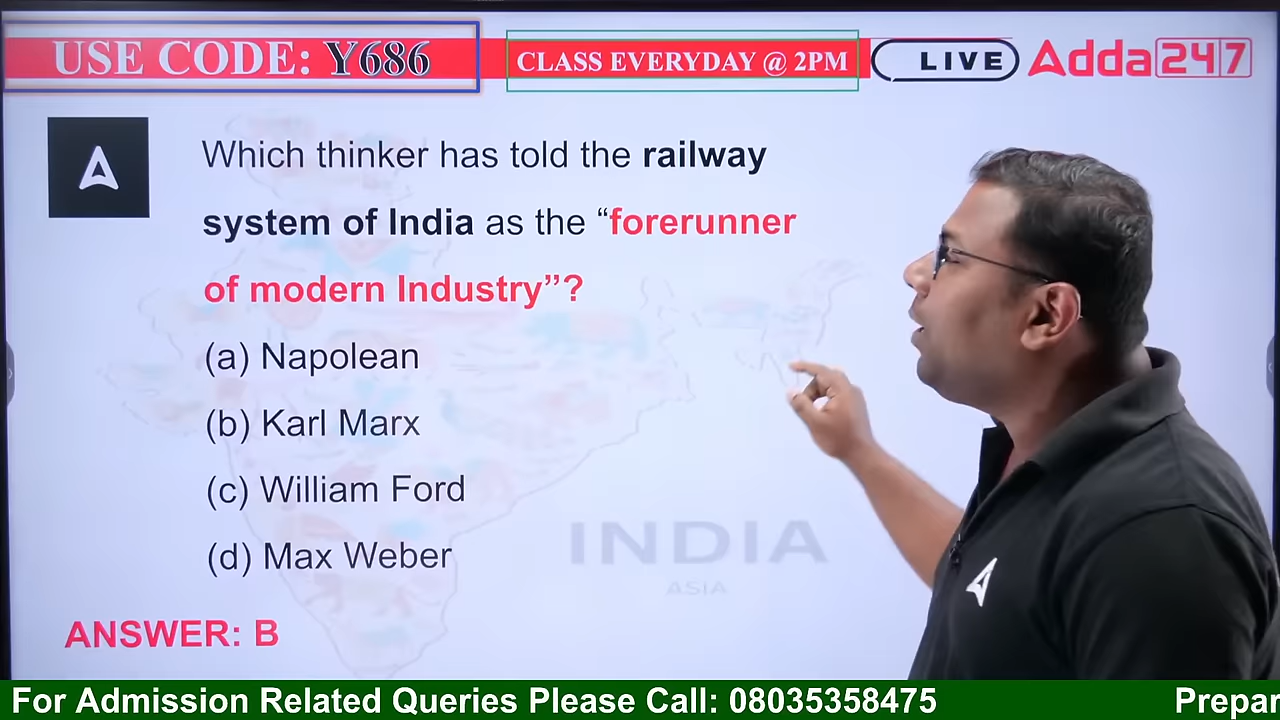 USE CODE: Y686
CLASS EVERYDAY @ 2PM
LIVE
Adda247
Which thinker has told the railway
system of India as the “forerunner
of modern Industry”?
(a) Napolean
(b) Karl Marx
(c) William Ford
(d) Max Weber
INDIA
ASIA
ANSWER: B
For Admission Related Queries Please Call: 08035358475
Prepar